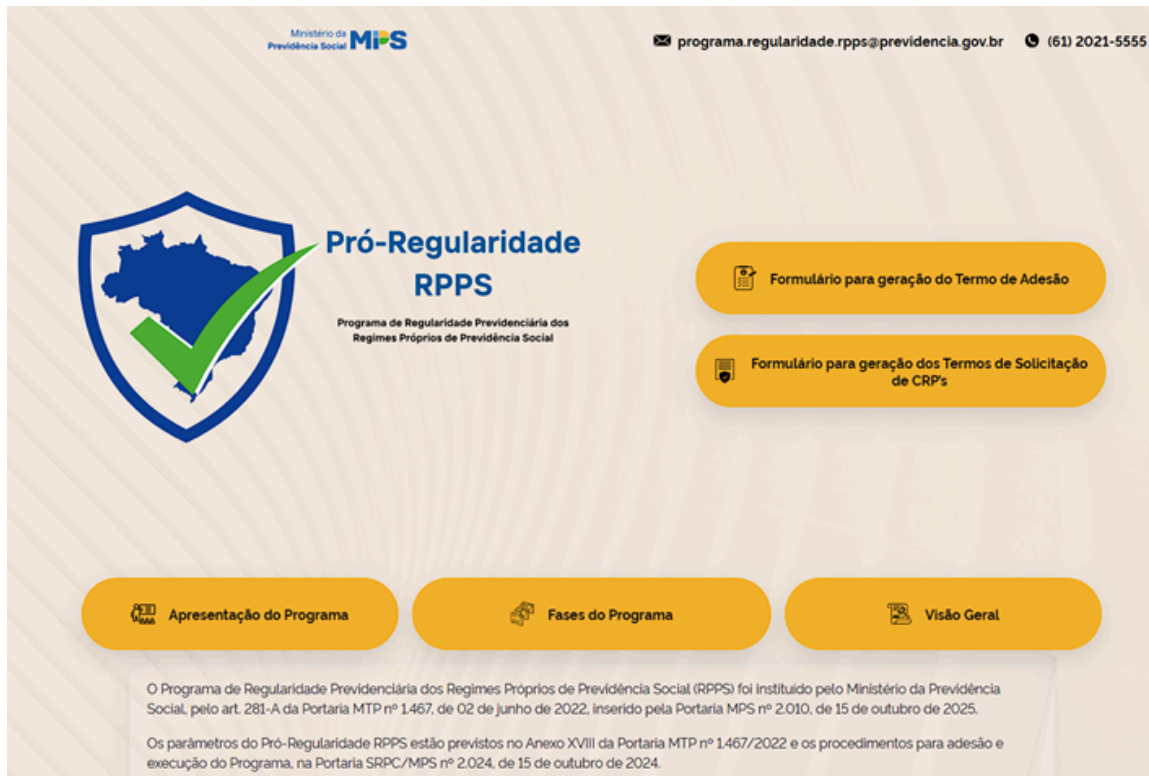 Ministério da
Previdência Social MPS
programa.regularidade.rpps@previdencia.gov.br (61) 2021-5555
Pró-Regularidade
RPPS
Programa de Regularidade Previdenciária dos
Regimes Próprios de Previdência Social
Formulário para geração do Termo de Adesão
Formulário para geração dos Termos de Solicitação
de CRP's
Apresentação do Programa
Fases do Programa
Visão Geral
O Programa de Regularidade Previdenciária dos Regimes Próprios de Previdência Social (RPPS) foi instituído pelo Ministério da Previdência
Social, pelo art. 281-A da Portaria MTP nº 1.467, de 02 de junho de 2022, inserido pela Portaria MPS nº 2.010, de 15 de outubro de 2025.
Os parâmetros do Pró-Regularidade RPPS estão previstos no Anexo XVIII da Portaria MTP nº 1.467/2022 e os procedimentos para adesão e
execução do Programa, na Portaria SRPC/MPS nº 2.024, de 15 de outubro de 2024.